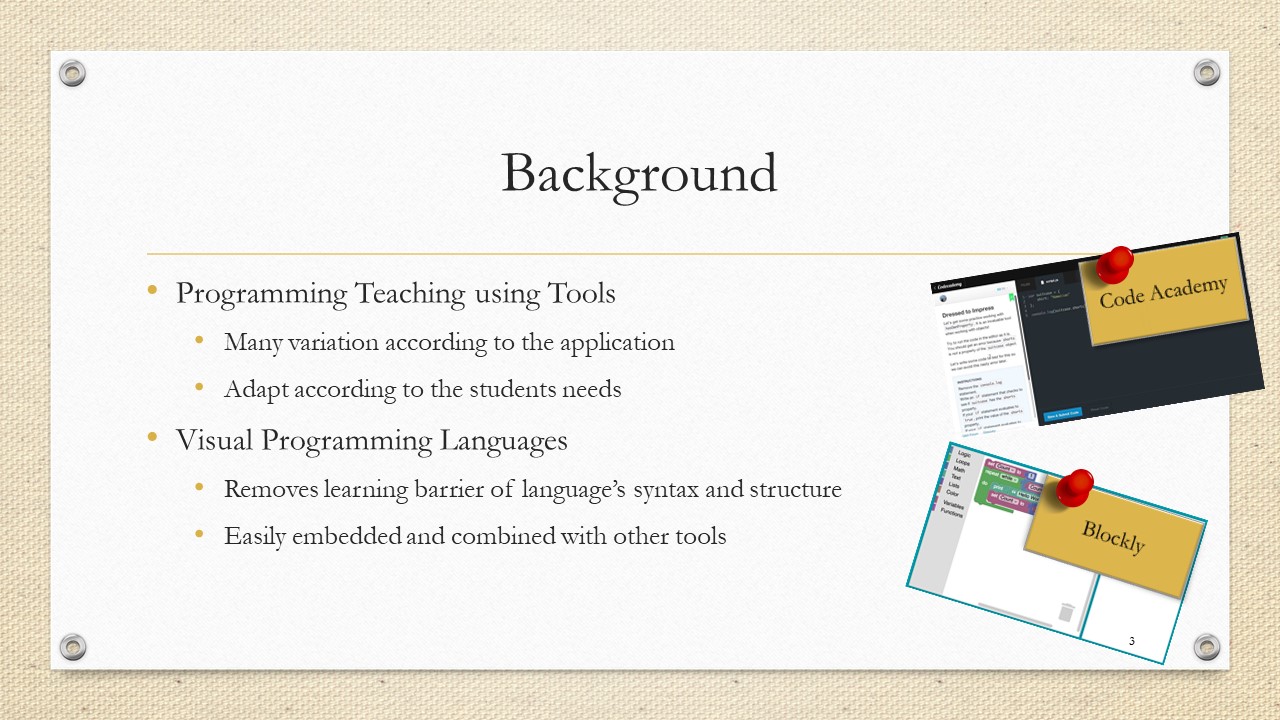 Background
Programming Teaching using Tools
Many variation according to the application
Adapt according to the students needs
Visual Programming Languages
Removes learning barrier of language's syntax and structure
Easily embedded and combined with other tools
Code Academy
Codecademy
Dressed to Impress
INSTRUCTIONS
Blockly
Logic
Loops
Math
Text
Lists
Color
Variables
Functions
3